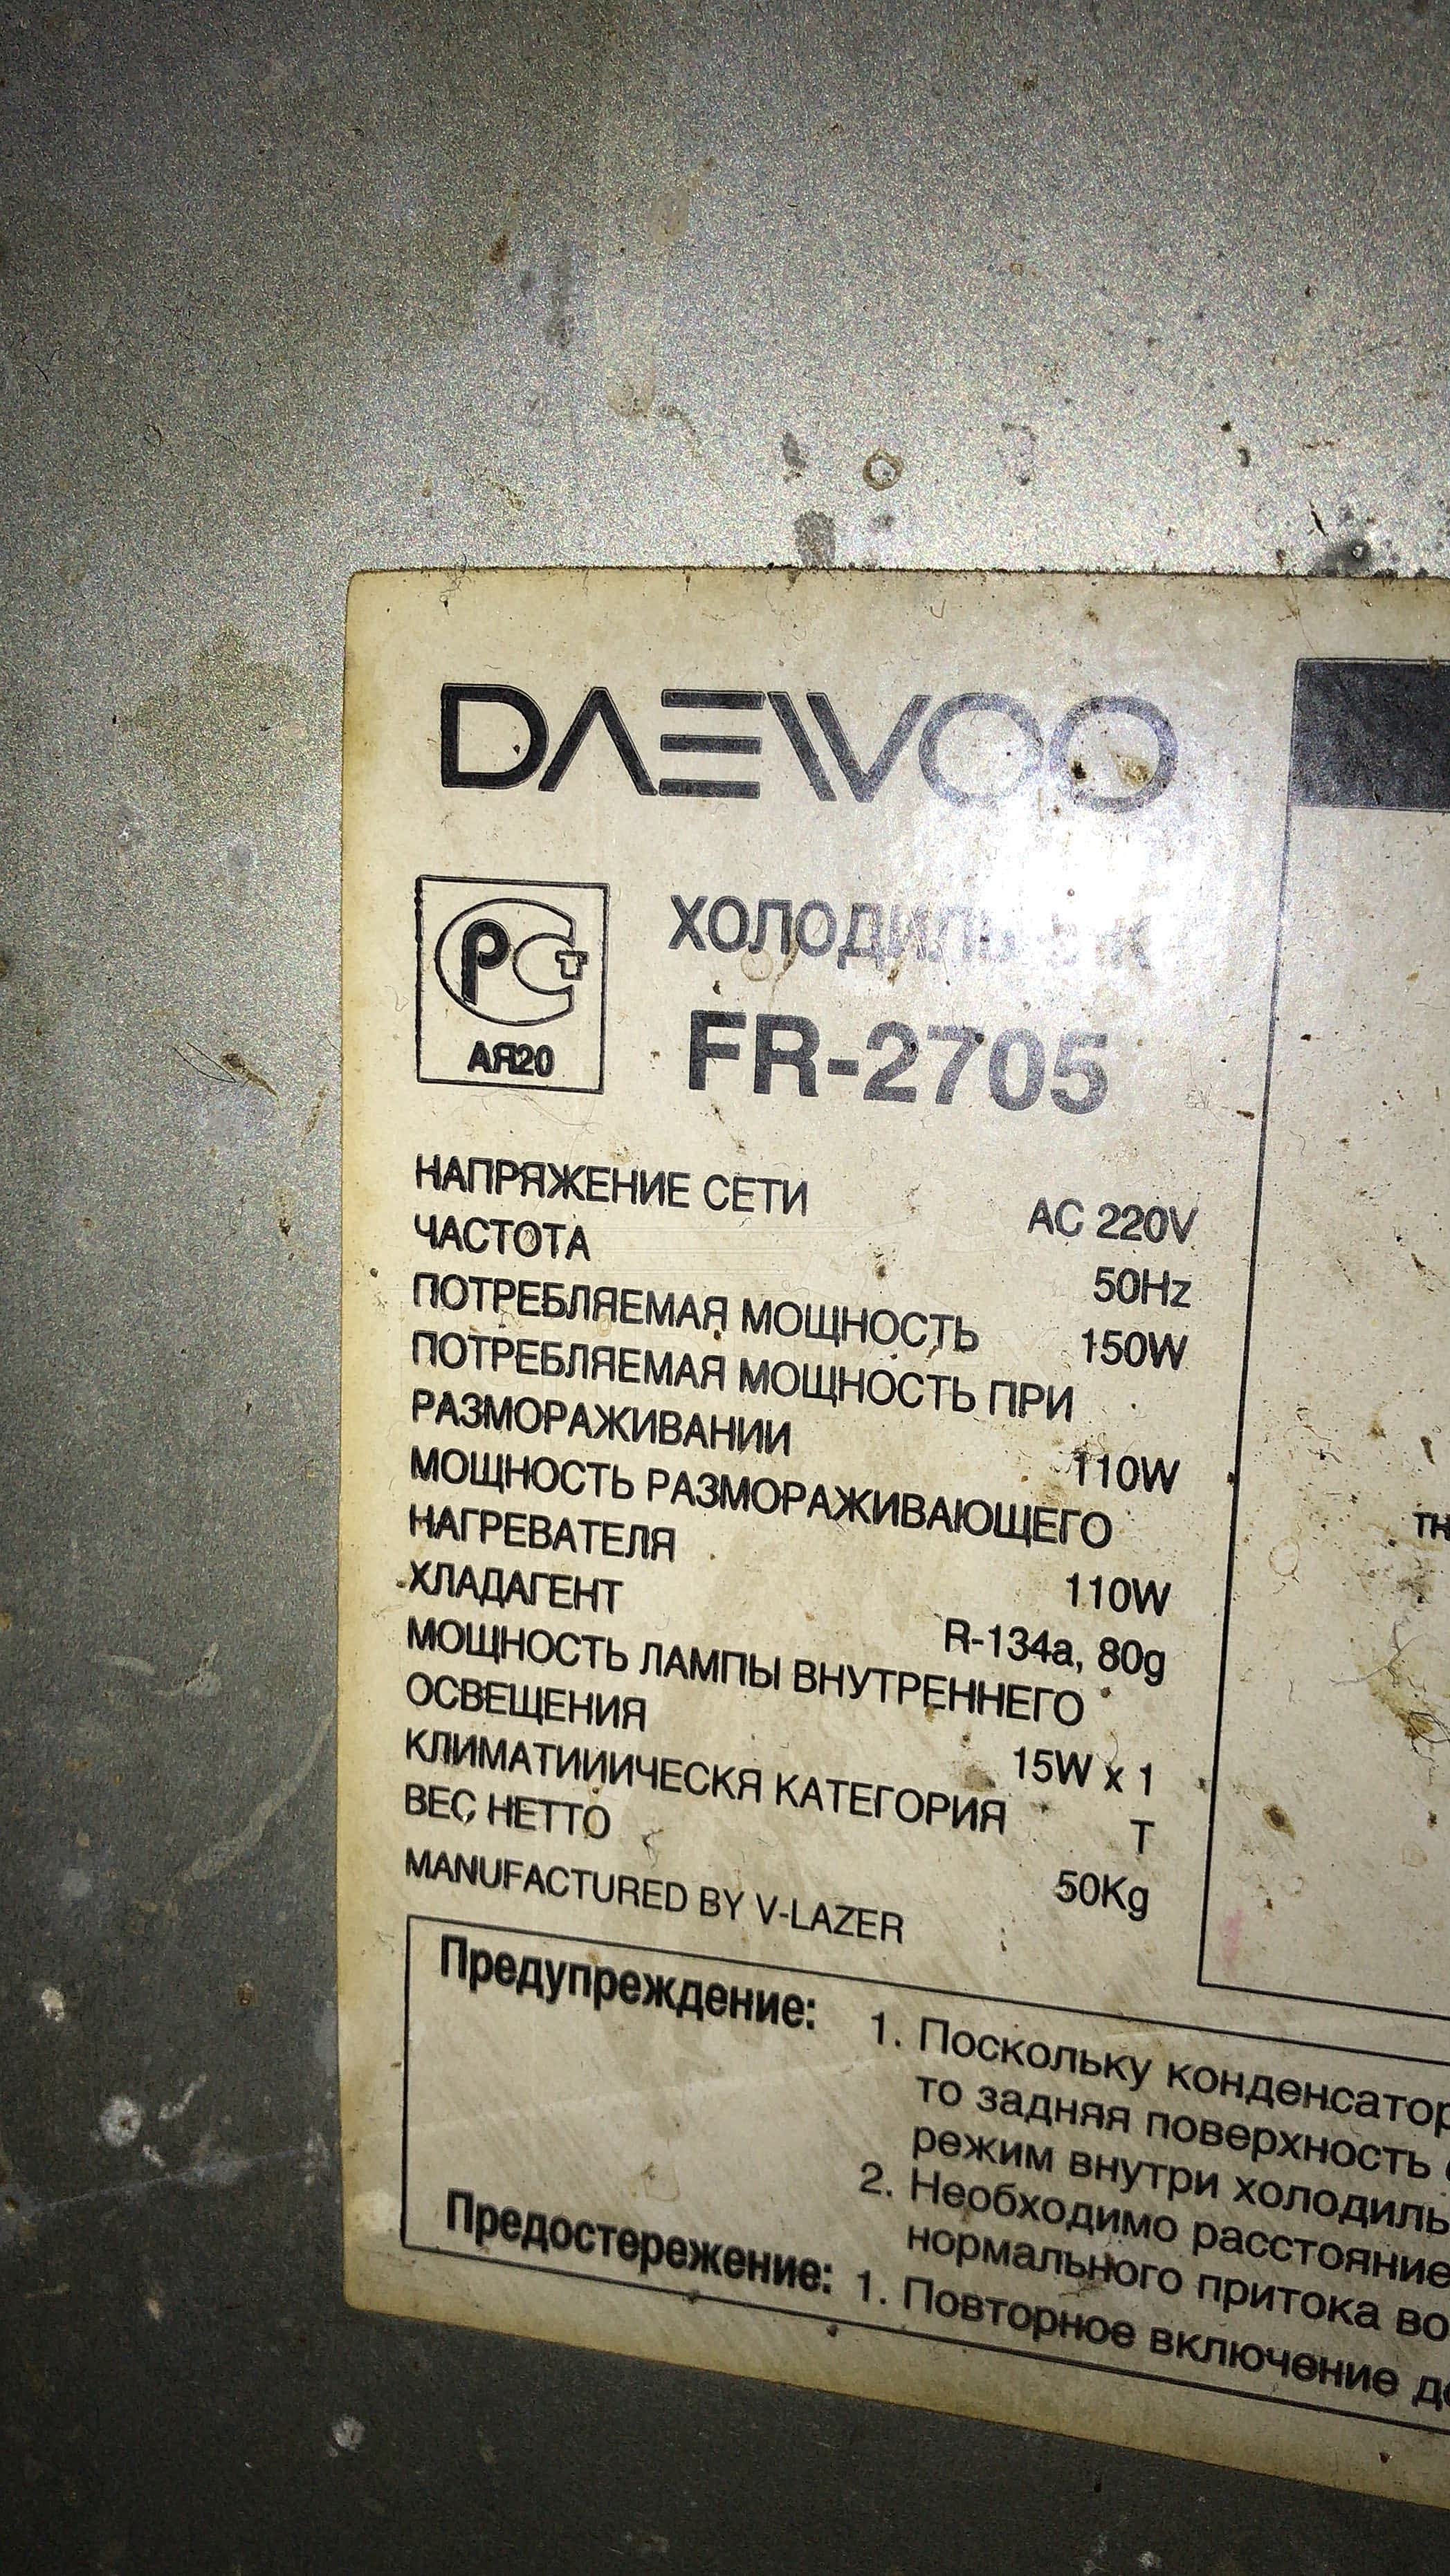 DAEWOO
РСТ
АЯ20
ХОЛОДИЛЬНИК
FR-2705
НАПРЯЖЕНИЕ СЕТИ AC 220V
ЧАСТОТА 50Hz
ПОТРЕБЛЯЕМАЯ МОЩНОСТЬ 150W
ПОТРЕБЛЯЕМАЯ МОЩНОСТЬ ПРИ
РАЗМОРАЖИВАНИИ 110W
МОЩНОСТЬ РАЗМОРАЖИВАЮЩЕГО
НАГРЕВАТЕЛЯ 110W
ХЛАДАГЕНТ R-134a, 80g
МОЩНОСТЬ ЛАМПЫ ВНУТРЕННЕГО
ОСВЕЩЕНИЯ 15W x 1
КЛИМАТИИИЧЕСКЯ КАТЕГОРИЯ T
ВЕС НЕТТО 50Kg
MANUFACTURED BY V-LAZER
TH
Предупреждение: 1. Поскольку конденсатор
то задняя поверхность
режим внутри холодиль
2. Необходимо расстояние
нормального притока во
Предостережение: 1. Повторное включение до